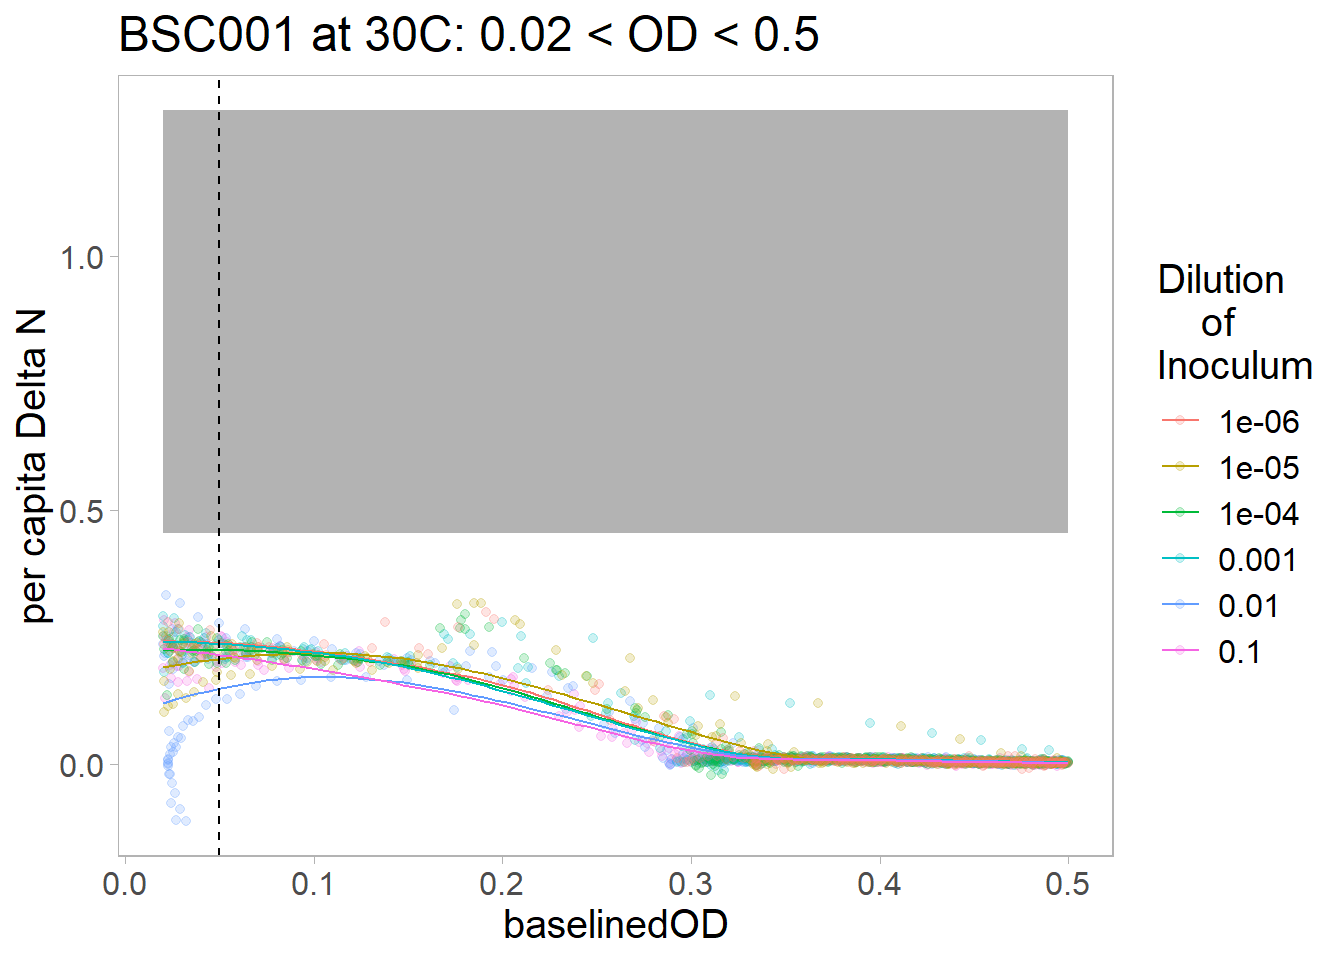 BSC001 at 30C: 0.02 < OD < 0.5
per capita Delta N
1.0
0.5
0.0
0.0 0.1 0.2 0.3 0.4 0.5
baselinedOD
Dilution
of
Inoculum
1e-06
1e-05
1e-04
0.001
0.01
0.1